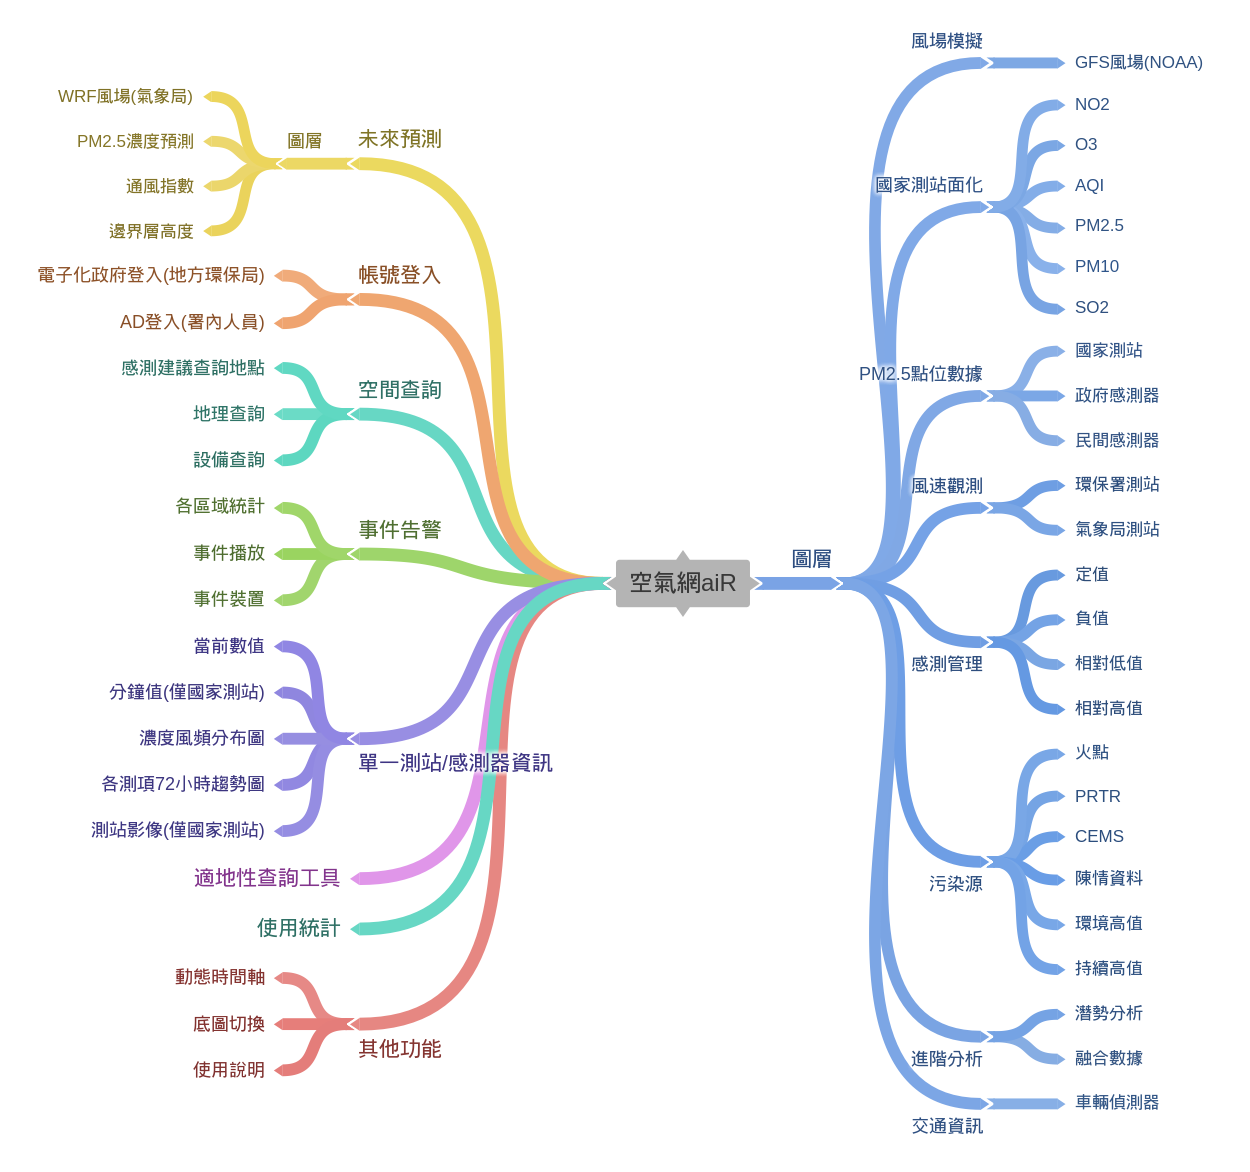 空氣網aiR
未來預測
圖層
WRF風場(氣象局)
PM2.5濃度預測
通風指數
邊界層高度
帳號登入
電子化政府登入(地方環保局)
AD登入(署內人員)
空間查詢
感測建議查詢地點
地理查詢
設備查詢
事件告警
各區域統計
事件播放
事件裝置
單一測站/感測器資訊
當前數值
分鐘值(僅國家測站)
濃度風頻分布圖
各測項72小時趨勢圖
測站影像(僅國家測站)
適地性查詢工具
使用統計
其他功能
動態時間軸
底圖切換
使用說明
圖層
風場模擬
GFS風場(NOAA)
國家測站面化
NO2
O3
AQI
PM2.5
PM10
SO2
PM2.5點位數據
國家測站
政府感測器
民間感測器
風速觀測
環保署測站
氣象局測站
感測管理
定值
負值
相對低值
相對高值
污染源
火點
PRTR
CEMS
陳情資料
環境高值
持續高值
進階分析
潛勢分析
融合數據
交通資訊
車輛偵測器